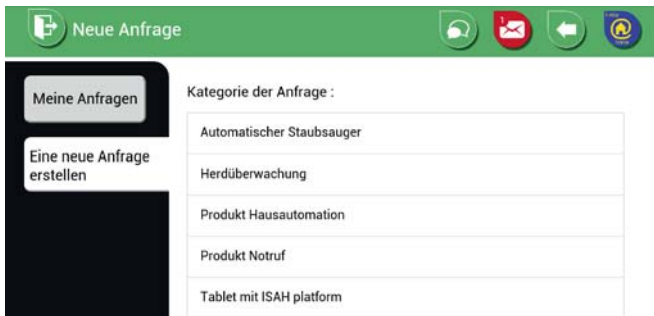 Neue Anfrage
1
Meine Anfragen
Kategorie der Anfrage :
Automatischer Staubsauger
Eine neue Anfrage
erstellen
Herdüberwachung
Produkt Hausautomation
Produkt Notruf
Tablet mit ISAH platform